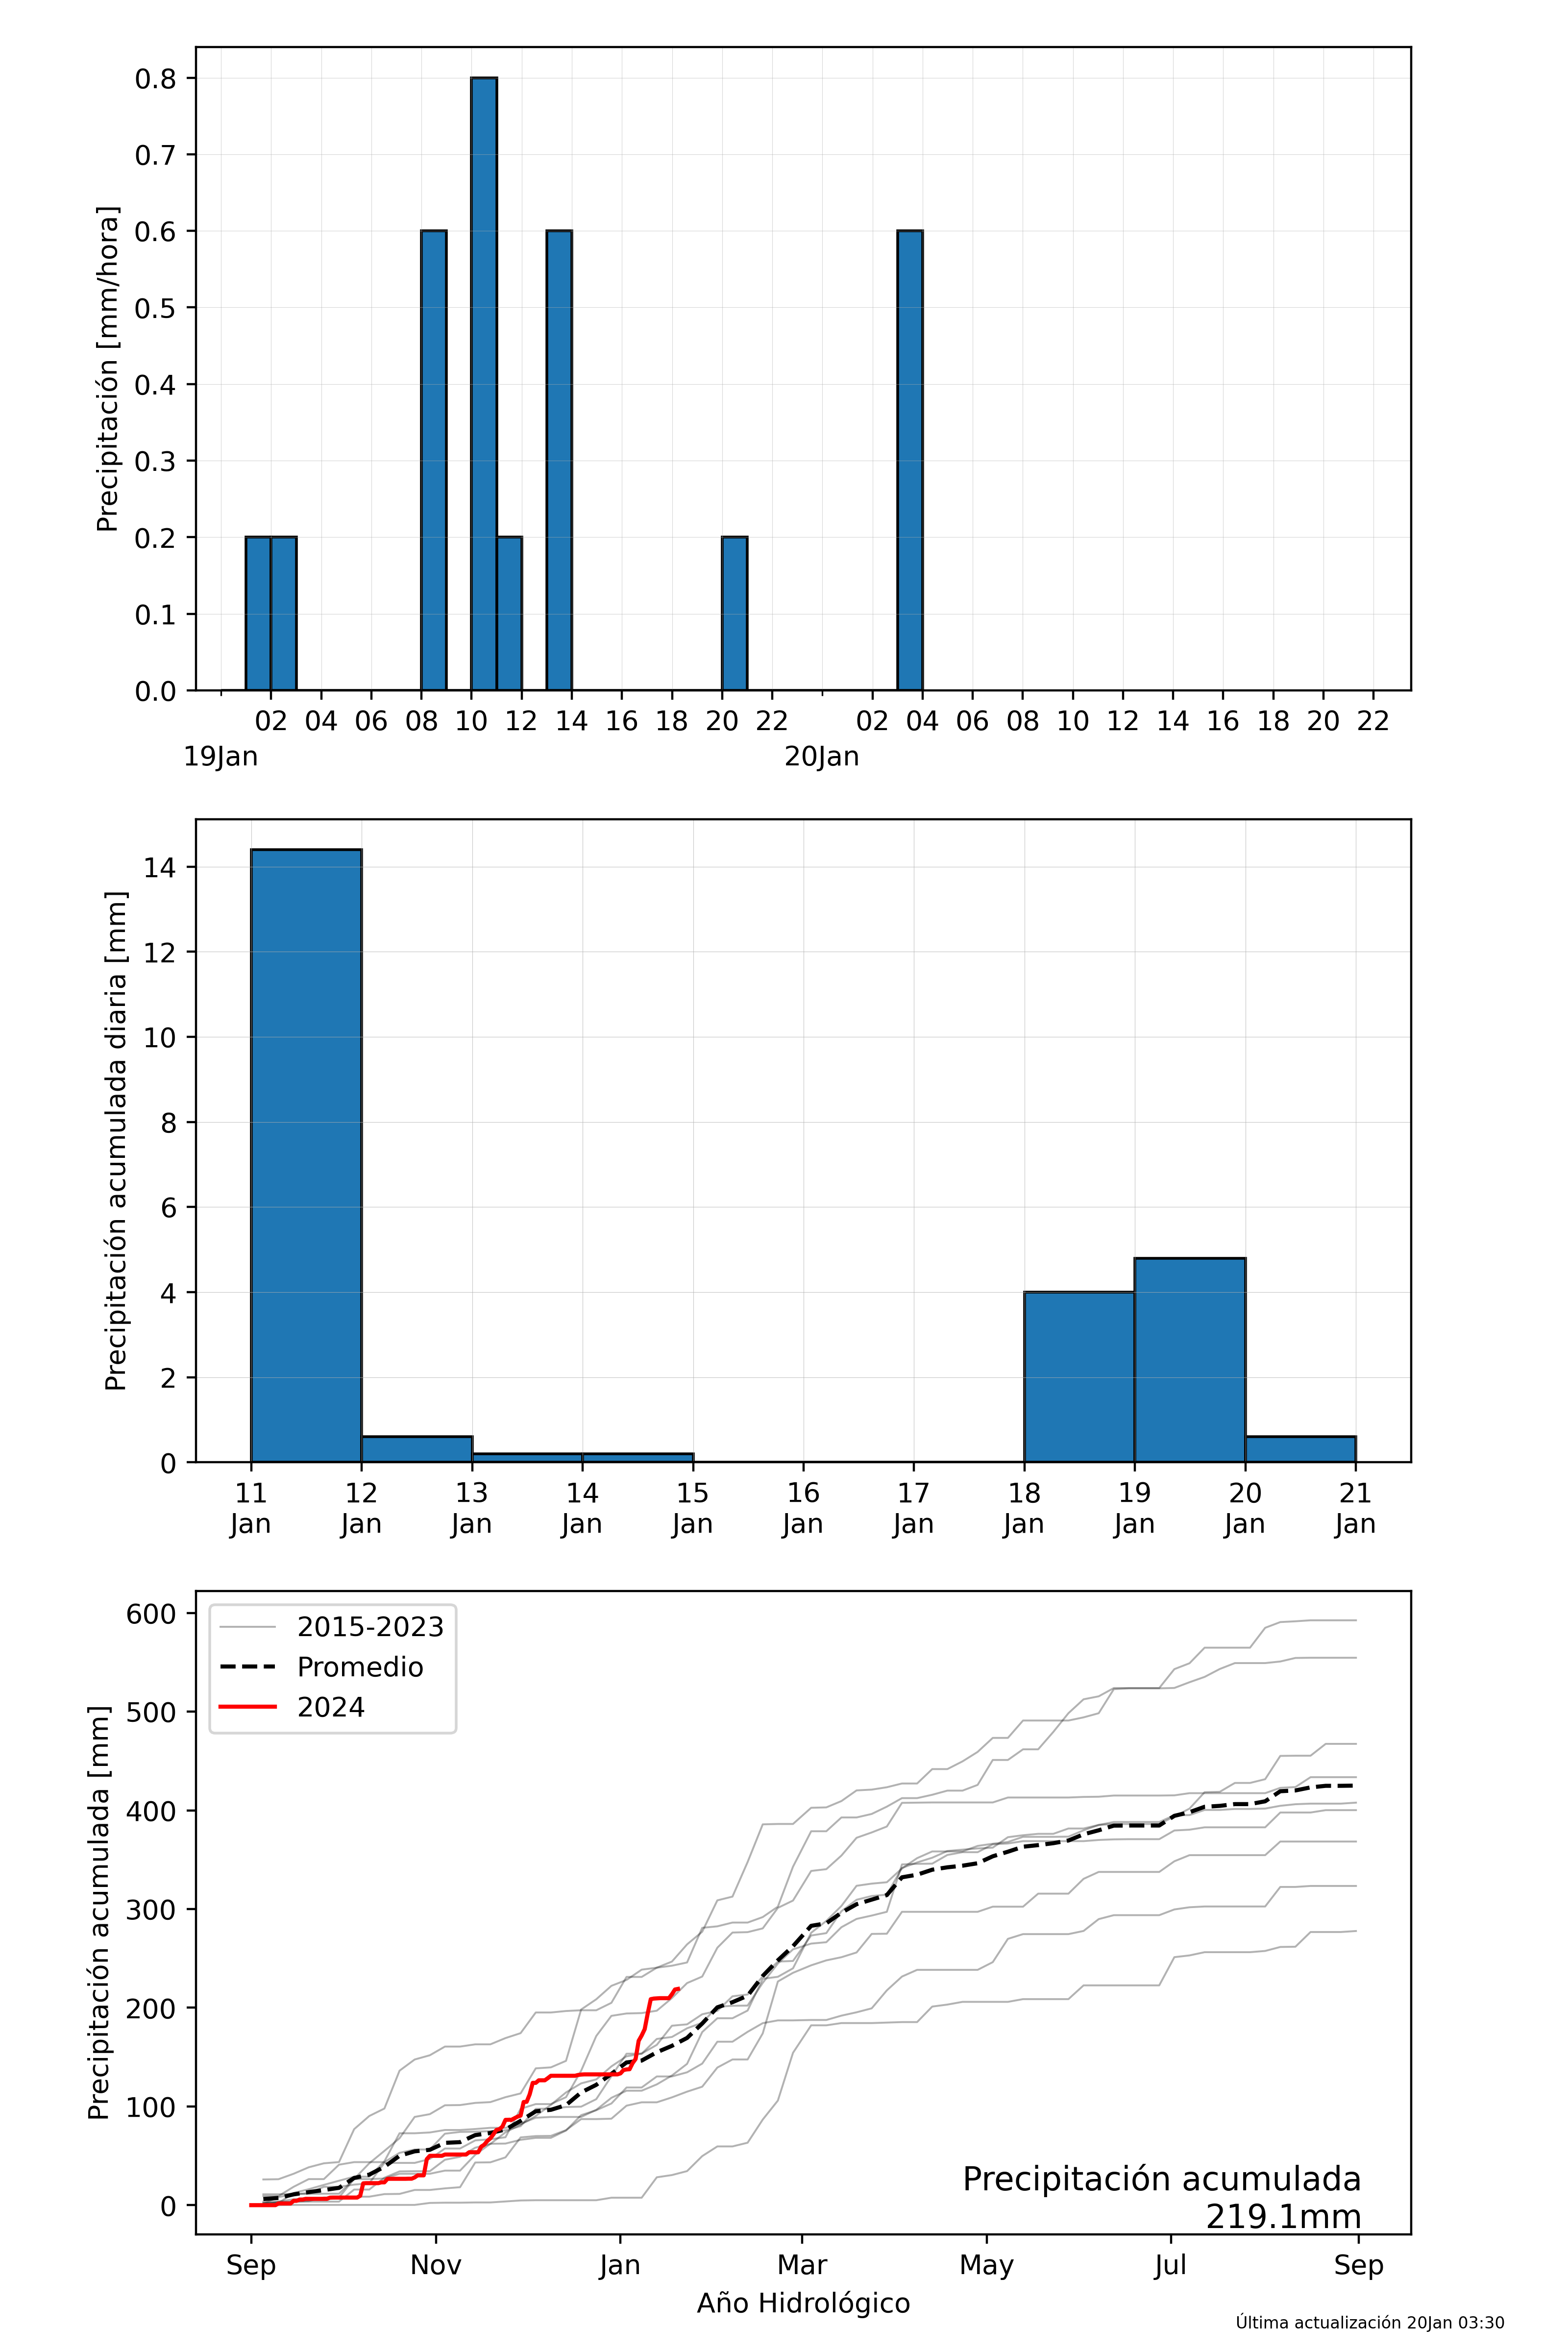 Precipitación [mm/hora]
0.8
0.7
0.6
0.5
0.4
0.3
0.2
0.1
0.0
02 04 06 08 10 12 14 16 18 20 22 02 04 06 08 10 12 14 16 18 20 22
19Jan 20Jan
Precipitación acumulada diaria [mm]
14
12
10
8
6
4
2
0
11 12 13 14 15 16 17 18 19 20 21
Jan Jan Jan Jan Jan Jan Jan Jan Jan Jan Jan
Precipitación acumulada [mm]
600
500
400
300
200
100
0
2015-2023
Promedio
2024
Precipitación acumulada
219.1mm
Sep Nov Jan Mar May Jul Sep
Año Hidrológico
Última actualización 20Jan 03:30